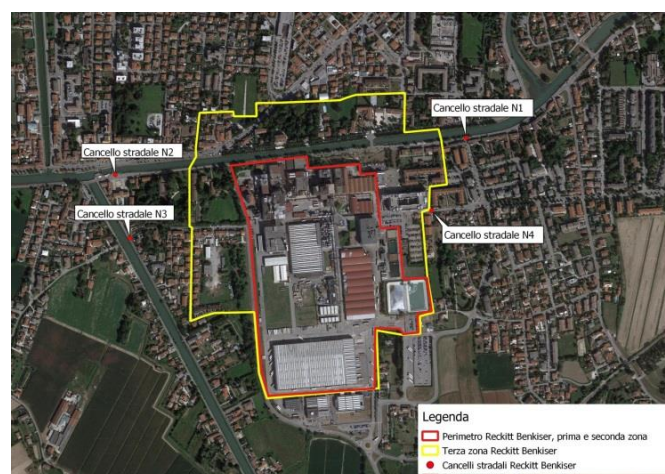 Cancello stradale N1
Cancello stradale N2
Cancello stradale N3
Cancello stradale N4
Legenda
Perimetro Reckitt Benkiser, prima e seconda zona
Terza zona Reckitt Benkiser
Cancelli stradali Reckitt Benkiser